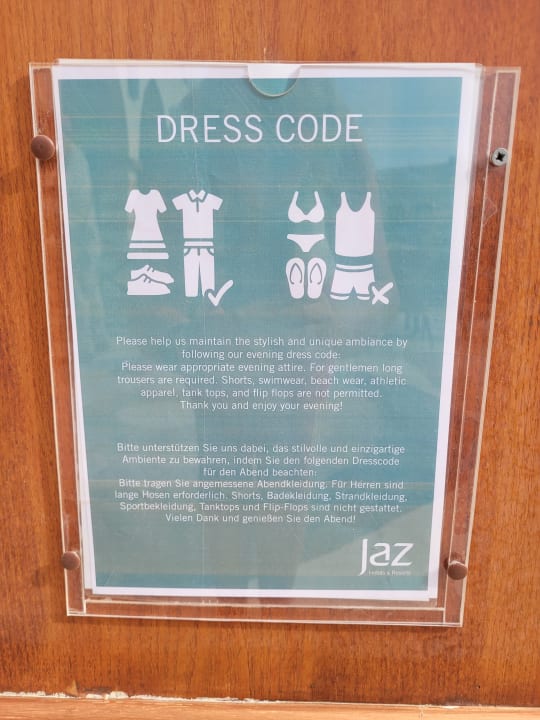 DRESS CODE
Please help us maintain the stylish and unique ambiance by
following our evening dress code:
Please wear appropriate evening attire. For gentlemen long
trousers are required. Shorts, swimwear, beach wear, athletic
apparel, tank tops, and flip flops are not permitted.
Thank you and enjoy your evening!
Bitte unterstützen Sie uns dabei, das stilvolle und einzigartige
Ambiente zu bewahren, indem Sie den folgenden Dresscode
für den Abend beachten:
Bitte tragen Sie angemessene Abendkleidung. Für Herren sind
lange Hosen erforderlich. Shorts, Badekleidung, Strandkleidung,
Sportbekleidung, Tanktops und Flip-Flops sind nicht gestattet.
Vielen Dank und genießen Sie den Abend!
Jaz
Hotels & Resorts